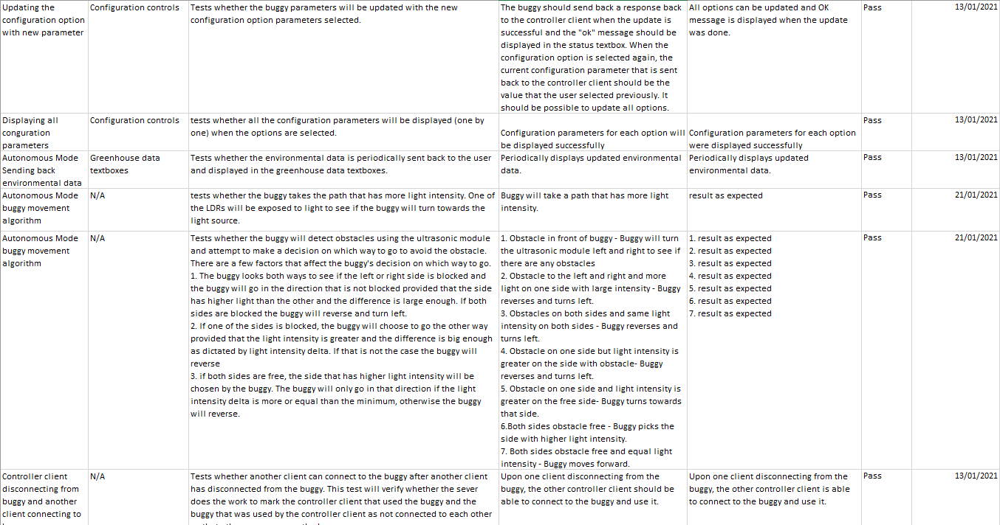 Updating the
configuration option
with new parameter
Configuration controls
Tests whether the buggy parameters will be updated with the new
configuration option parameters selected.
The buggy should send back a response back
to the controller client when the update is
successful and the "ok" message should be
displayed in the status textbox. When the
configuration option is selected again, the
current configuration parameter that is sent
back to the controller client should be the
value that the user selected previously. It
should be possible to update all options.
All options can be updated and OK
message is displayed when the update
was done.
Pass
13/01/2021
Displaying all
conguration
parameters
Configuration controls
tests whether all the configuration parameters will be displayed (one by
one) when the options are selected.
Configuration parameters for each option will
be displayed successfully
Configuration parameters for each option
were displayed successfully
Pass
13/01/2021
Autonomous Mode
Sending back
environmental data
Greenhouse data
textboxes
Tests whether the environmental data is periodically sent back to the user
and displayed in the greenhouse data textboxes.
Periodically displays updated environmental
data.
Periodically displays updated
environmental data.
Pass
13/01/2021
Autonomous Mode
buggy movement
algorithm
N/A
tests whether the buggy takes the path that has more light intensity. One of
the LDRs will be exposed to light to see if the buggy will turn towards the
light source.
Buggy will take a path that has more light
intensity.
result as expected
Pass
21/01/2021
Autonomous Mode
buggy movement
algorithm
N/A
Tests whether the buggy will detect obstacles using the ultrasonic module
and attempt to make a decision on which way to go to avoid the obstacle.
There are a few factors that affect the buggy's decision on which way to go.
1. The buggy looks both ways to see if the left or right side is blocked and
the buggy will go in the direction that is not blocked provided that the side
has higher light than the other and the difference is large enough. If both
sides are blocked the buggy will reverse and turn left.
2. If one of the sides is blocked, the buggy will choose to go the other way
provided that the light intensity is greater and the difference is big enough
as dictated by light intensity delta. If that is not the case the buggy will
reverse
3. if both sides are free, the side that has higher light intensity will be
chosen by the buggy. The buggy will only go in that direction if the light
intensity delta is more or equal than the minimum, otherwise the buggy
will reverse.
1. Obstacle in front of buggy - Buggy will turn
the ultrasonic module left and right to see if
there are any obstacles
2. Obstacle to the left and right and more
light on one side with large intensity - Buggy
reverses and turns left.
3. Obstacles on both sides and same light
intensity on both sides - Buggy reverses and
turns left.
4. Obstacle on one side but light intensity is
greater on the side with obstacle- Buggy
reverses and turns left.
5. Obstacle on one side and light intensity is
greater on the free side- Buggy turns towards
that side.
6.Both sides obstacle free - Buggy picks the
side with higher light intensity.
7. Both sides obstacle free and equal light
intensity - Buggy moves forward.
1. result as expected
2. result as expected
3. result as expected
4. result as expected
5. result as expected
6. result as expected
7. result as expected
Pass
21/01/2021
Controller client
disconnecting from
buggy and another
client connecting to
N/A
Tests whether another client can connect to the buggy after another client
has disconnected from the buggy. This test will verify whether the sever
does the work to mark the controller client that used the buggy and the
buggy that was used by the controller client as not connected to each other
Upon one client disconnecting from the
buggy, the other controller client should be
able to connect to the buggy and use it.
Upon one client disconnecting from the
buggy, the other controller client is able
to connect to the buggy and use it.
Pass
13/01/2021